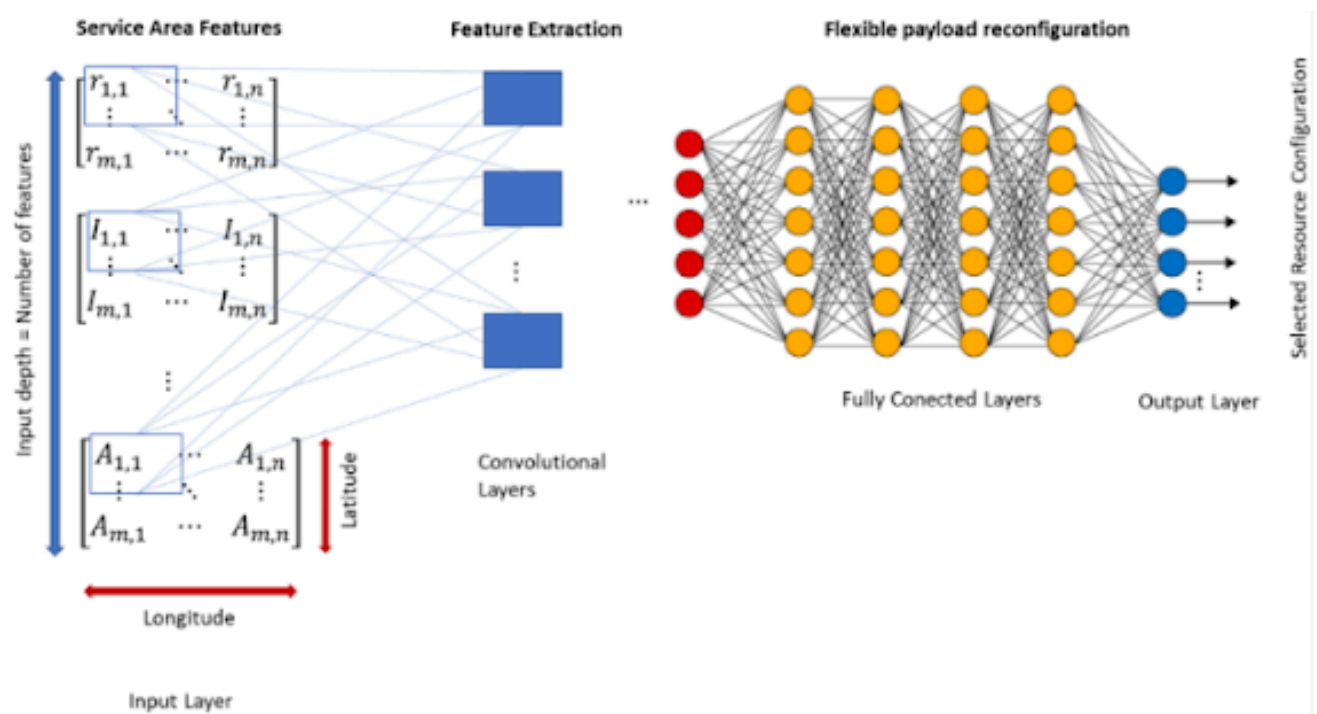 Service Area Features
Feature Extraction
Flexible payload reconfiguration
Input depth = Number of features
r1,1 ⋯ r1,n
⋮ ⋱ ⋮
rm,1 ⋯ rm,n
I1,1 ⋯ I1,n
⋮ ⋱ ⋮
Im,1 ⋯ Im,n
⋮
A1,1 ⋯ A1,n
⋮ ⋱ ⋮
Am,1 ⋯ Am,n
Latitude
Longitude
Input Layer
⋮
Convolutional
Layers
...
Fully Conected Layers
⋮
Output Layer
Selected Resource Configuration